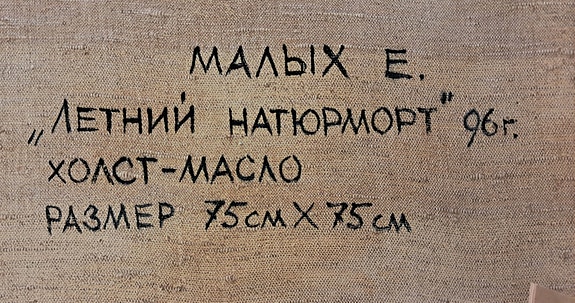 МАЛЫХ Е.
„ЛЕТНИЙ НАТЮРМОРТ" 96г.
ХОЛСТ-МАСЛО
РАЗМЕР 75см X 75см